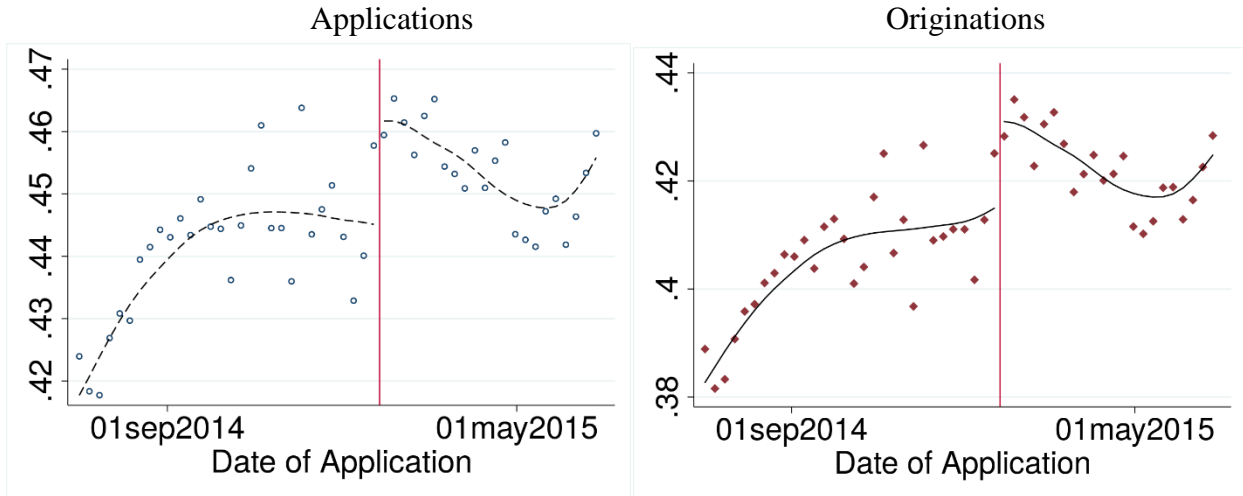 Applications
.47
.46
.45
.44
.43
.42
01sep2014
01may2015
Date of Application
Originations
.44
.42
.4
.38
01sep2014
01may2015
Date of Application